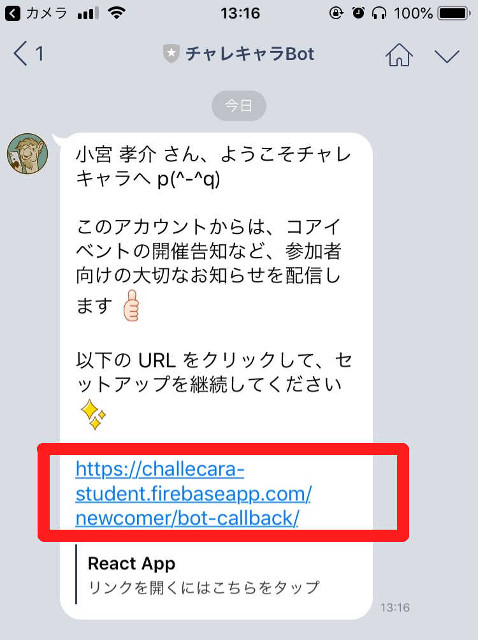 カメラ 13:16 100%
1 チャレキャラBot
今日
小宮 孝介 さん、ようこそチャレ
キャラへ p(^-^q)
このアカウントからは、コアイ
ベントの開催告知など、参加者
向けの大切なお知らせを配信し
ます
以下の URL をクリックして、セ
ットアップを継続してください
https://challecara-
student.firebaseapp.com/
newcomer/bot-callback/
React App
リンクを開くにはこちらをタップ
13:16